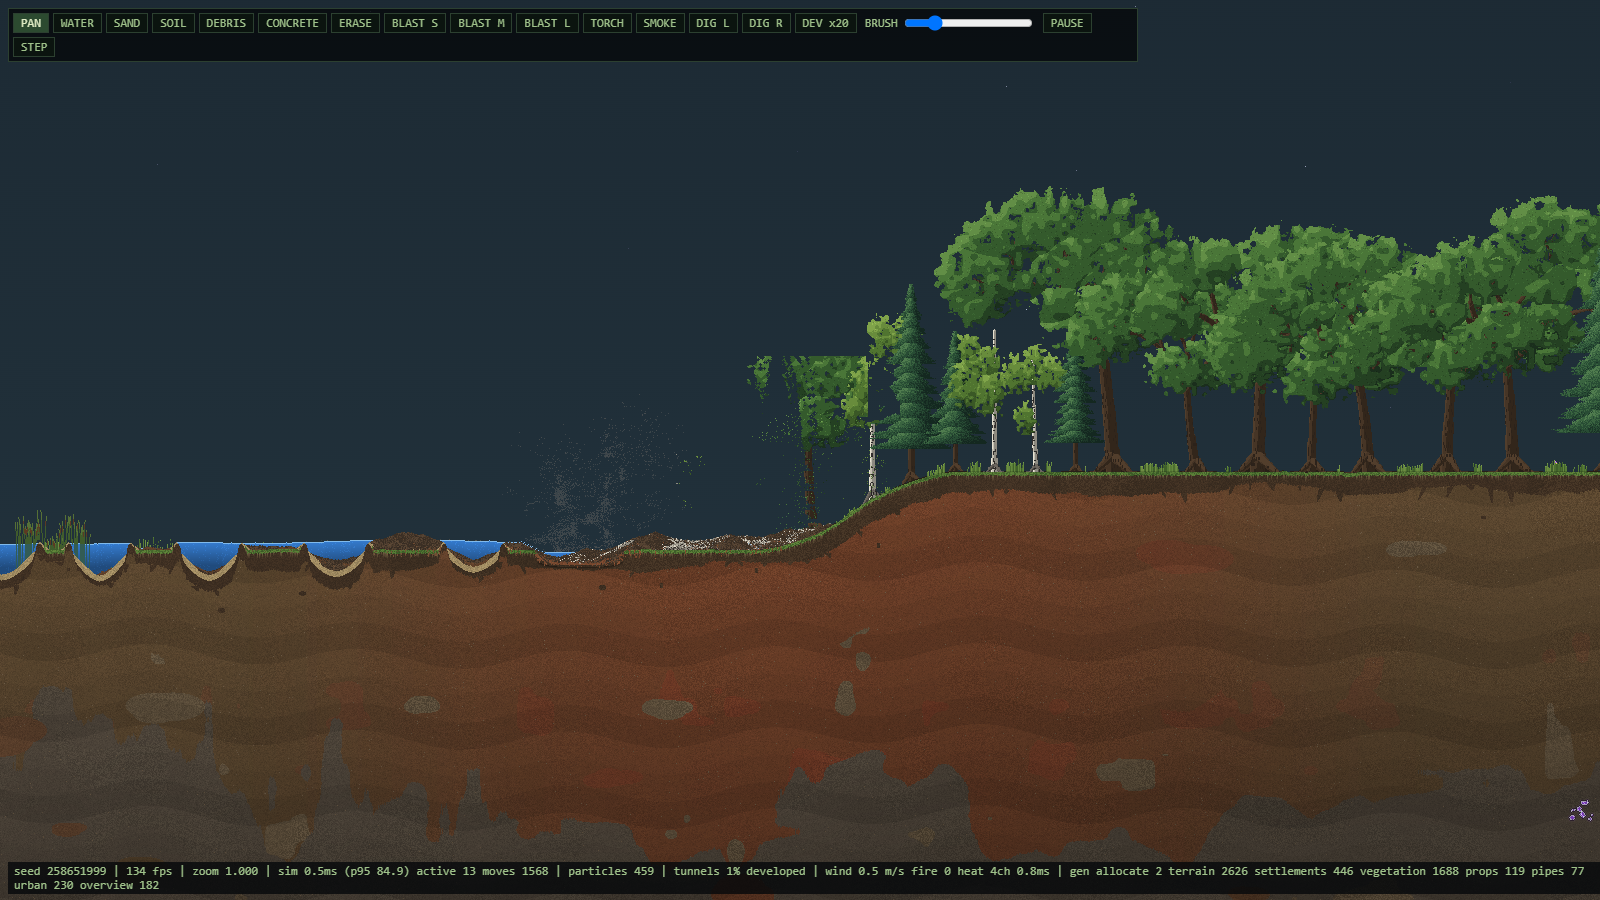 PAN WATER SAND SOIL DEBRIS CONCRETE ERASE BLAST S BLAST M BLAST L TORCH SMOKE DIG L DIG R DEV x20 BRUSH PAUSE
STEP
seed 258651999 | 134 fps | zoom 1.000 | sim 0.5ms (p95 84.9) active 13 moves 1568 | particles 459 | tunnels 1% developed | wind 0.5 m/s fire 0 heat 4ch 0.8ms | gen allocate 2 terrain 2626 settlements 446 vegetation 1688 props 119 pipes 77
urban 230 overview 182